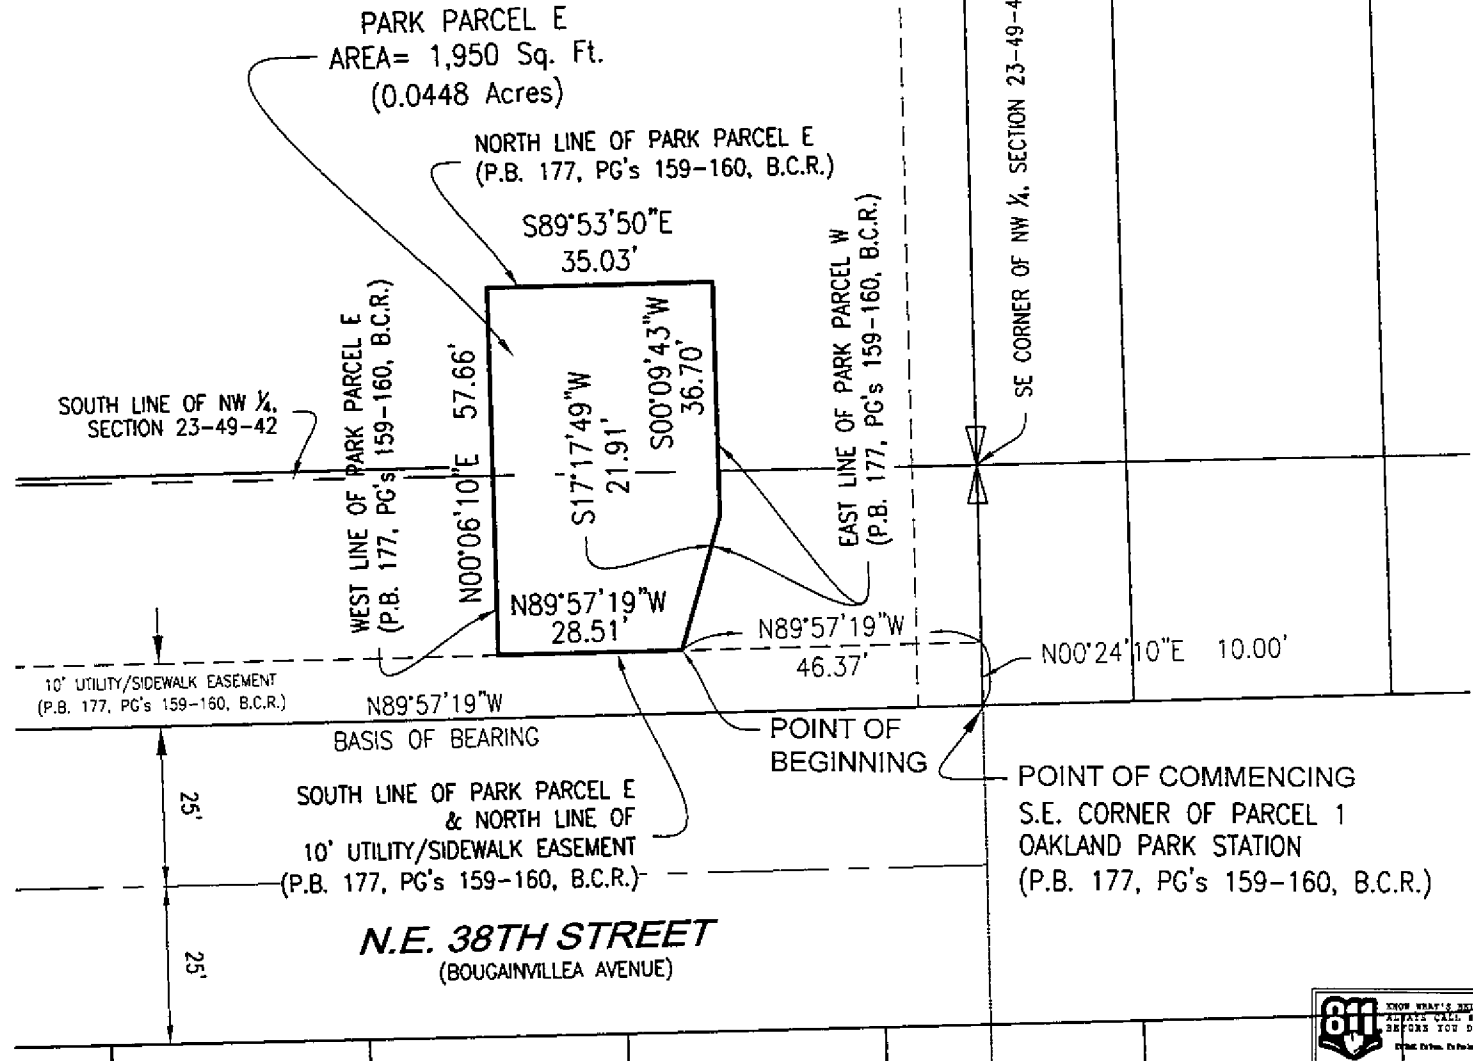 PARK PARCEL E
AREA= 1,950 Sq. Ft.
(0.0448 Acres)
NORTH LINE OF PARK PARCEL E
(P.B. 177, PG's 159-160, B.C.R.)
S89°53'50"E
35.03'
SE CORNER OF NW ¼, SECTION 23-49-4
WEST LINE OF PARK PARCEL E
(P.B. 177, PG's 159-160, B.C.R.)
N00°06'10"E 57.66'
S17°17'49"W
21.91'
S00°09'43"W
36.70'
EAST LINE OF PARK PARCEL W
(P.B. 177, PG's 159-160, B.C.R.)
SOUTH LINE OF NW ¼,
SECTION 23-49-42
N89°57'19"W
28.51'
N89°57'19"W
46.37'
N00°24'10"E 10.00'
10' UTILITY/SIDEWALK EASEMENT
(P.B. 177, PG's 159-160, B.C.R.)
N89°57'19"W
BASIS OF BEARING
POINT OF
BEGINNING
POINT OF COMMENCING
S.E. CORNER OF PARCEL 1
OAKLAND PARK STATION
(P.B. 177, PG's 159-160, B.C.R.)
25'
SOUTH LINE OF PARK PARCEL E
& NORTH LINE OF
10' UTILITY/SIDEWALK EASEMENT
(P.B. 177, PG's 159-160, B.C.R.)
25'
N.E. 38TH STREET
(BOUGAINVILLEA AVENUE)
811
KNOW WHAT'S
ALWAYS CALL
BEFORE YOU D